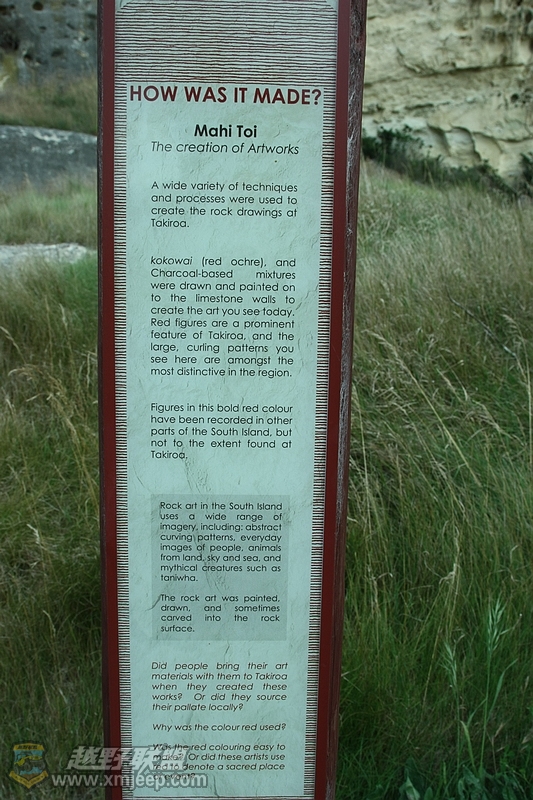 HOW WAS IT MADE?
Mahi Toi
The creation of Artworks
A wide variety of techniques
and processes were used to
create the rock drawings at
Takiroa.
kokowai (red ochre), and
Charcoal-based mixtures
were drawn and painted on
to the limestone walls to
create the art you see today.
Red figures are a prominent
feature of Takiroa, and the
large, curling patterns you
see here are amongst the
most distinctive in the region.
Figures in this bold red colour
have been recorded in other
parts of the South Island, but
not to the extent found at
Takiroa.
Rock art in the South Island
uses a wide range of
imagery, including: abstract
curving patterns, everyday
images of people, animals
from land, sky and sea, and
mythical creatures such as
taniwha.
The rock art was painted,
drawn, and sometimes
carved into the rock
surface.
Did people bring their art
materials with them to Takiroa
when they created these
works? Or did they source
their pallate locally?
Why was the colour red used?
Was the red colouring easy to
Or did these artists use
denote a sacred place
越野联盟
www.xmjeep.com